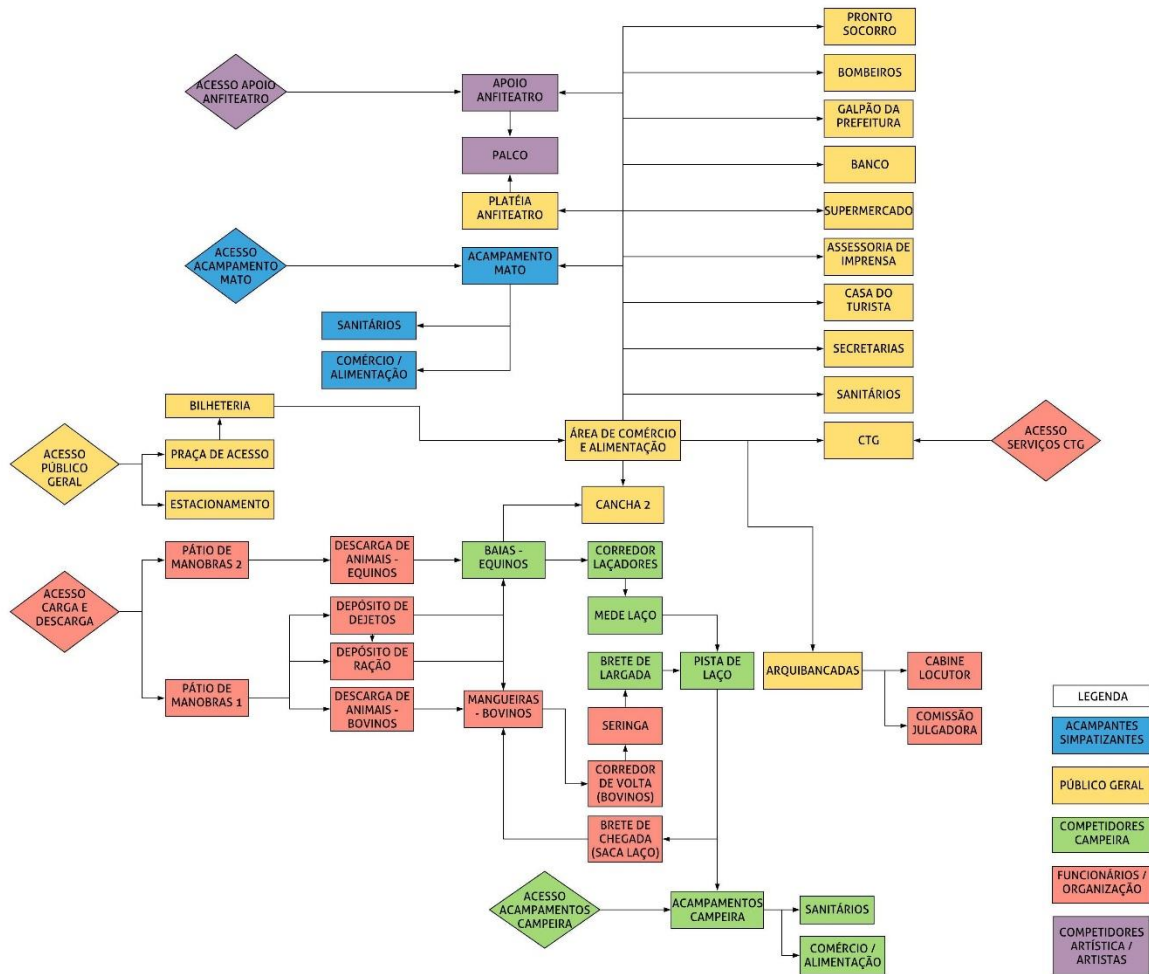 PRONTO
SOCORRO
ACESSO APOIO
ANFITEATRO
APOIO
ANFITEATRO
BOMBEIROS
GALPÃO DA
PREFEITURA
PALCO
BANCO
PLATÉIA
ANFITEATRO
SUPERMERCADO
ACESSO
ACAMPAMENTO
MATO
ACAMPAMENTO
MATO
ASSESSORIA DE
IMPRENSA
CASA DO
TURISTA
SANITÁRIOS
SECRETARIAS
COMÉRCIO /
ALIMENTAÇÃO
SANITÁRIOS
BILHETERIA
ACESSO
PÚBLICO
GERAL
PRAÇA DE ACESSO
ESTACIONAMENTO
ÁREA DE COMÉRCIO
E ALIMENTAÇÃO
CTG
ACESSO
SERVIÇOS CTG
CANCHA 2
ACESSO
CARGA E
DESCARGA
PÁTIO DE
MANOBRAS 2
DESCARGA DE
ANIMAIS -
EQUINOS
BAIAS -
EQUINOS
CORREDOR
LAÇADORES
DEPÓSITO DE
DEJETOS
MEDE LAÇO
DEPÓSITO DE
RAÇÃO
BRETE DE
LARGADA
PISTA DE
LAÇO
ARQUIBANCADAS
CABINE
LOCUTOR
PÁTIO DE
MANOBRAS 1
DESCARGA DE
ANIMAIS -
BOVINOS
MANGUEIRAS
- BOVINOS
SERINGA
COMISSÃO
JULGADORA
CORREDOR
DE VOLTA
(BOVINOS)
BRETE DE
CHEGADA
(SACA LAÇO)
ACESSO
ACAMPAMENTOS
CAMPEIRA
ACAMPAMENTOS
CAMPEIRA
SANITÁRIOS
COMÉRCIO /
ALIMENTAÇÃO
LEGENDA
ACAMPANTES
SIMPATIZANTES
PÚBLICO GERAL
COMPETIDORES
CAMPEIRA
FUNCIONÁRIOS /
ORGANIZAÇÃO
COMPETIDORES
ARTÍSTICA /
ARTISTAS